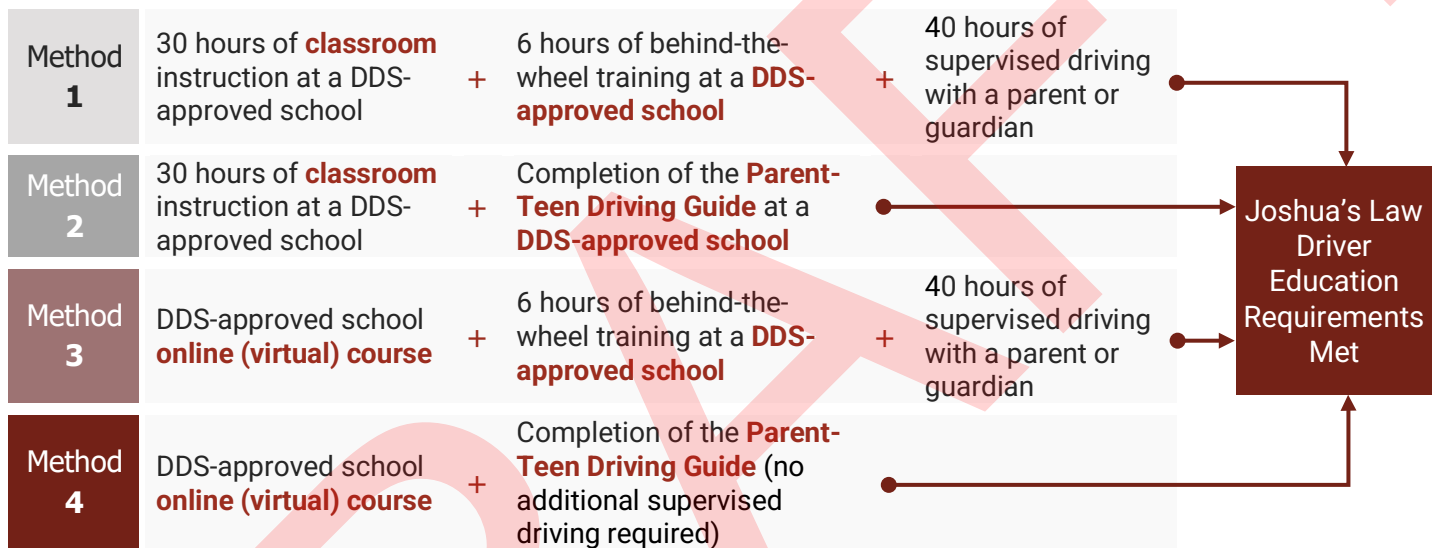 Method
1
30 hours of classroom
instruction at a DDS-
approved school
+
6 hours of behind-the-
wheel training at a DDS-
approved school
+
40 hours of
supervised driving
with a parent or
guardian
Method
2
30 hours of classroom
instruction at a DDS-
approved school
+
Completion of the Parent-
Teen Driving Guide at a
DDS-approved school
Method
3
DDS-approved school
online (virtual) course
+
6 hours of behind-the-
wheel training at a DDS-
approved school
+
40 hours of
supervised driving
with a parent or
guardian
Method
4
DDS-approved school
online (virtual) course
+
Completion of the Parent-
Teen Driving Guide (no
additional supervised
driving required)
Joshua’s Law
Driver
Education
Requirements
Met